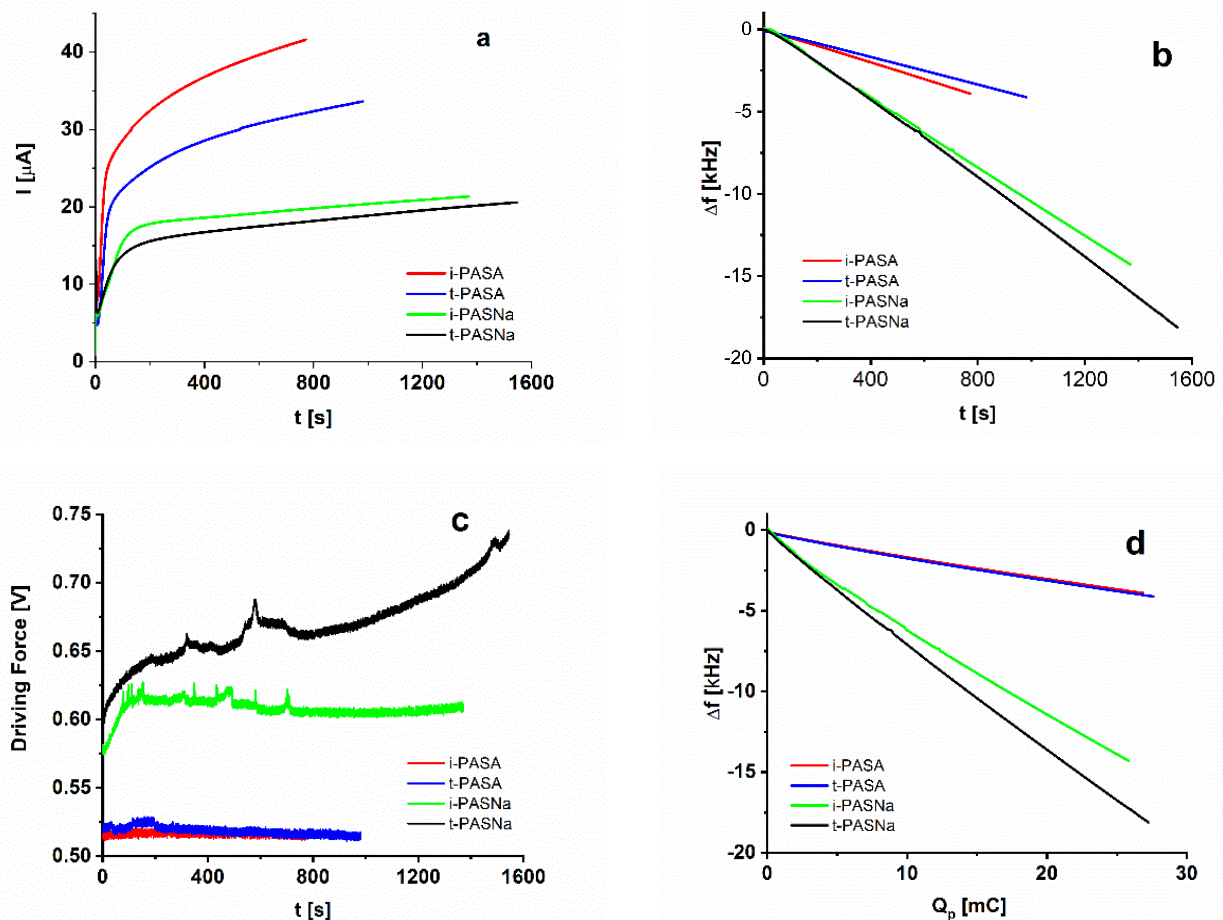 a
I [µA]
40
30
20
10
0
i-PASA
t-PASA
i-PASNa
t-PASNa
0 400 800 1200 1600
t [s]
b
Δf [kHz]
0
-5
-10
-15
-20
i-PASA
t-PASA
i-PASNa
t-PASNa
0 400 800 1200 1600
t [s]
c
Driving Force [V]
0.75
0.70
0.65
0.60
0.55
0.50
i-PASA
t-PASA
i-PASNa
t-PASNa
0 400 800 1200 1600
t [s]
d
Δf [kHz]
0
-5
-10
-15
-20
i-PASA
t-PASA
i-PASNa
t-PASNa
0 10 20 30
Qp [mC]